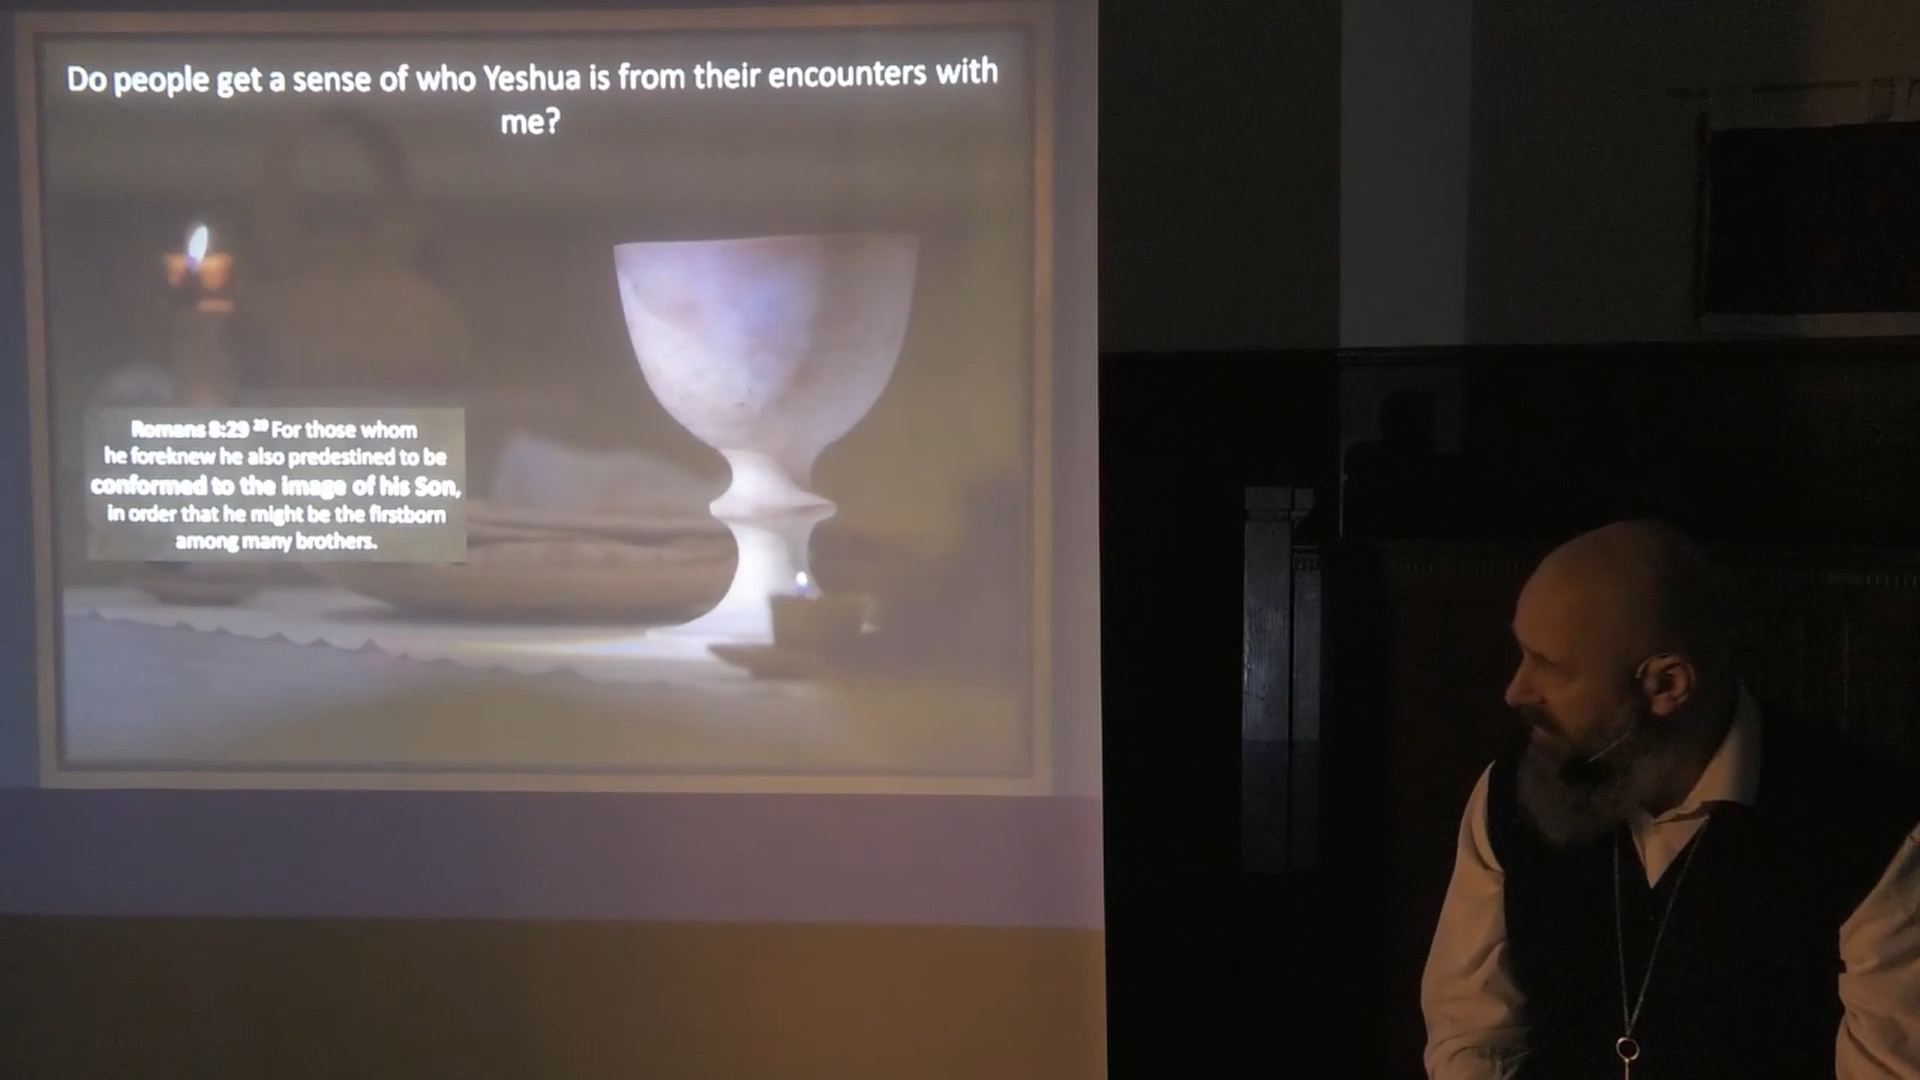 Do people get a sense of who Yeshua is from their encounters with
me?
Romans 8:29 29 For those whom
he foreknew he also predestined to be
conformed to the image of his Son,
in order that he might be the firstborn
among many brothers.